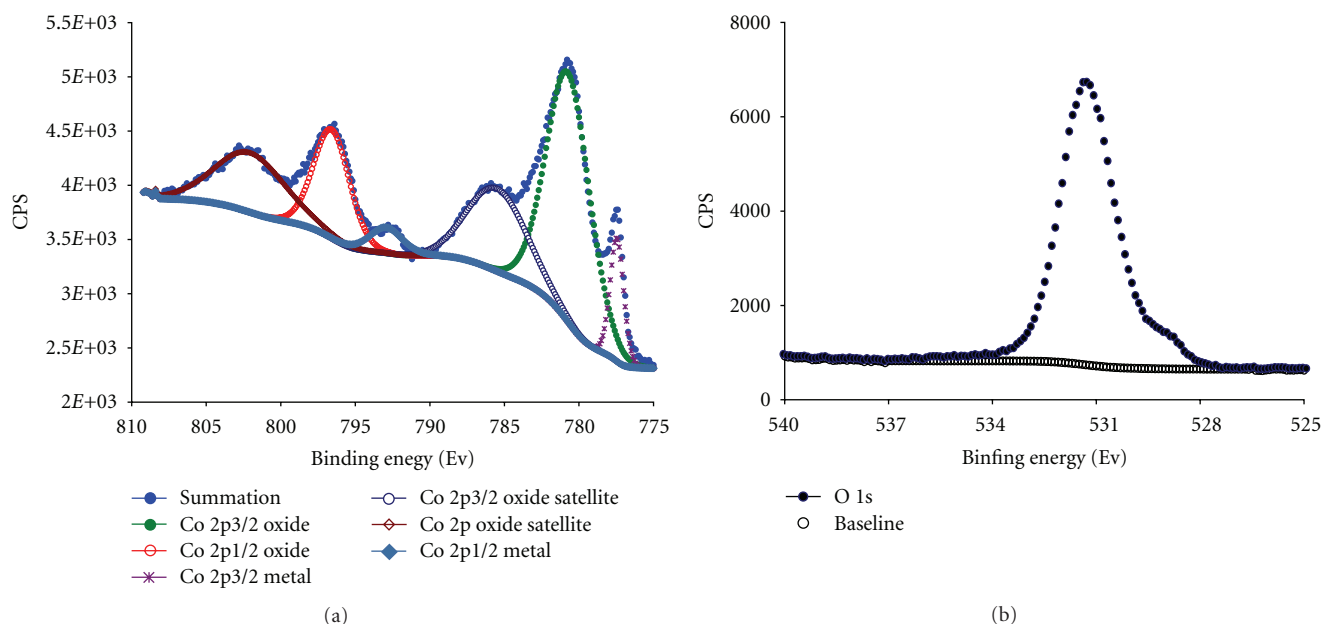 5.5E+03
5E+03
4.5E+03
4E+03
3.5E+03
3E+03
2.5E+03
2E+03
CPS
810 805 800 795 790 785 780 775
Binding enegy (Ev)
Summation
Co 2p3/2 oxide
Co 2p1/2 oxide
Co 2p3/2 metal
Co 2p3/2 oxide satellite
Co 2p oxide satellite
Co 2p1/2 metal
(a)
8000
6000
4000
2000
0
CPS
540 537 534 531 528 525
Binfing energy (Ev)
O 1s
Baseline
(b)